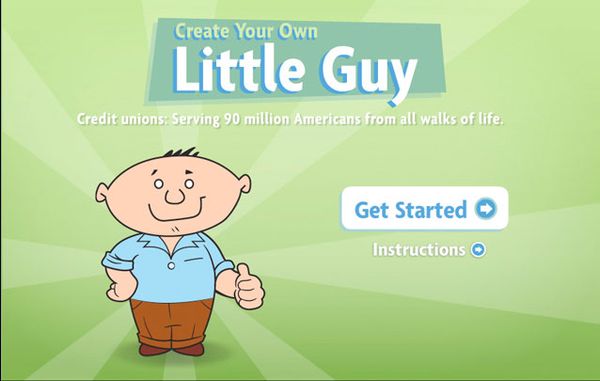 Create Your Own
Little Guy
Credit unions: Serving 90 million Americans from all walks of life.
Get Started
Instructions